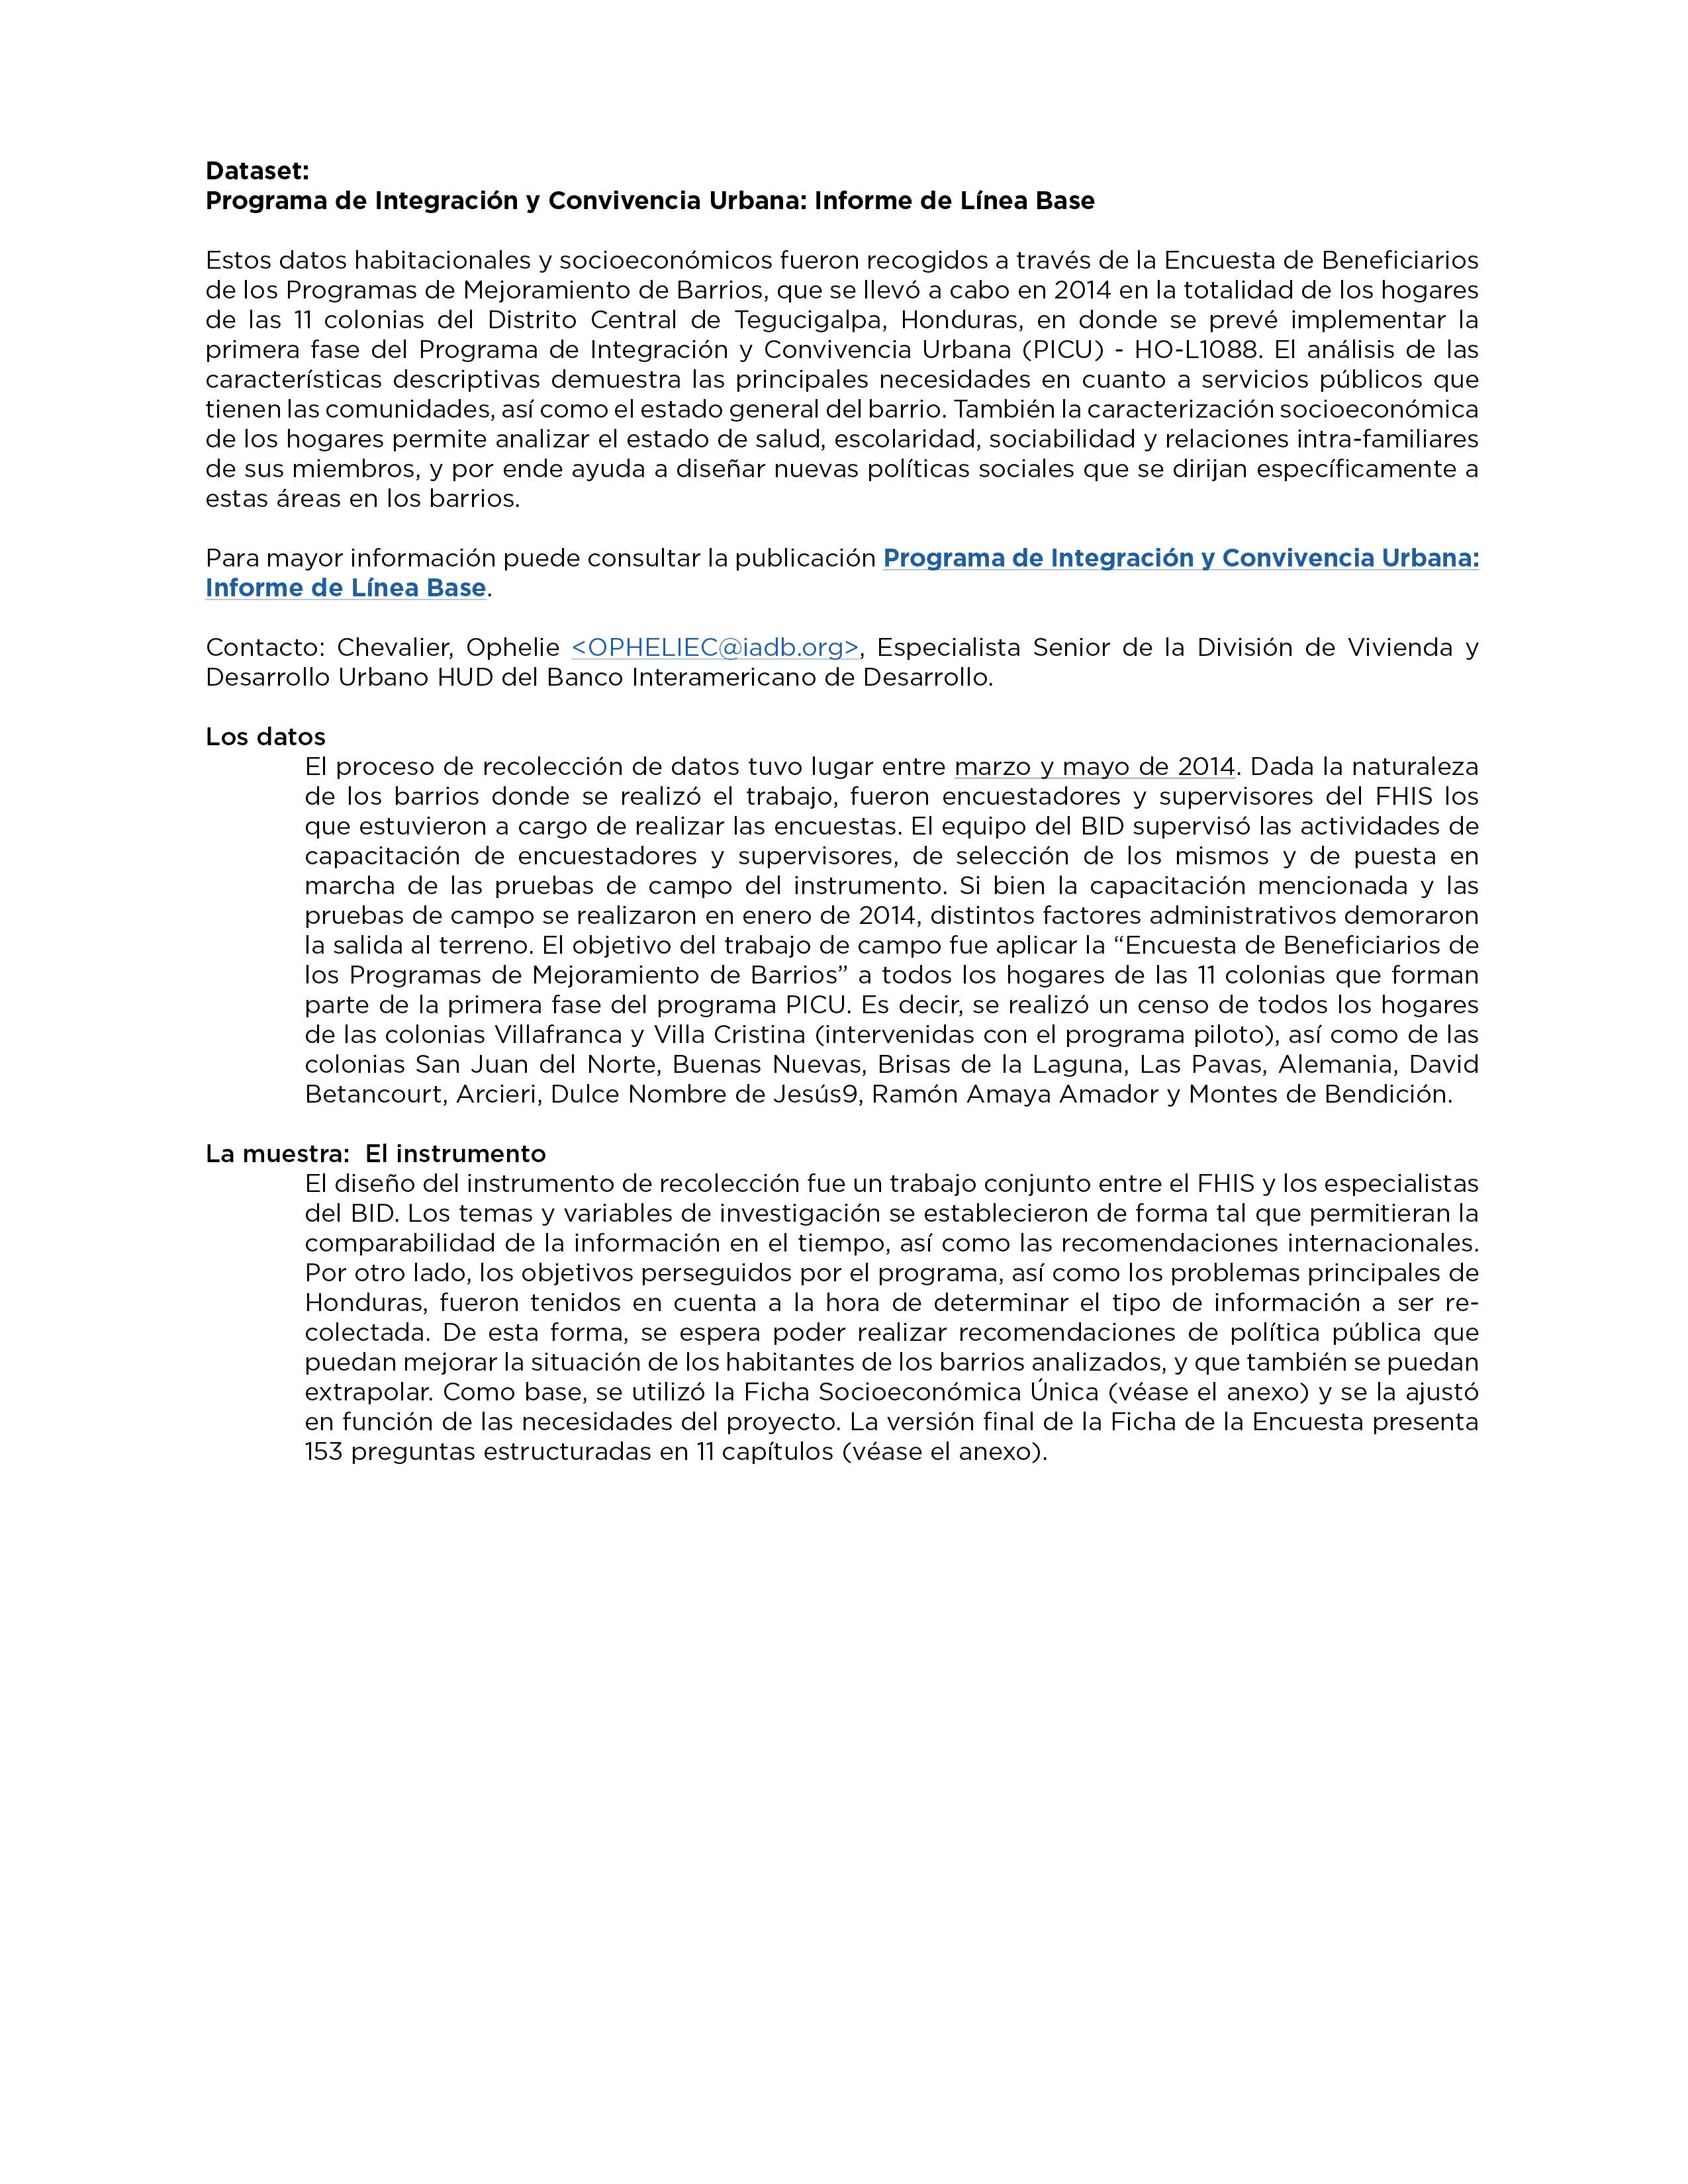 Dataset:
Programa de Integración y Convivencia Urbana: Informe de Línea Base
Estos datos habitacionales y socioeconómicos fueron recogidos a través de la Encuesta de Beneficiarios
de los Programas de Mejoramiento de Barrios, que se llevó a cabo en 2014 en la totalidad de los hogares
de las 11 colonias del Distrito Central de Tegucigalpa, Honduras, en donde se prevé implementar la
primera fase del Programa de Integración y Convivencia Urbana (PICU) - HO-L1088. El análisis de las
características descriptivas demuestra las principales necesidades en cuanto a servicios públicos que
tienen las comunidades, así como el estado general del barrio. También la caracterización socioeconómica
de los hogares permite analizar el estado de salud, escolaridad, sociabilidad y relaciones intra-familiares
de sus miembros, y por ende ayuda a diseñar nuevas políticas sociales que se dirijan específicamente a
estas áreas en los barrios.
Para mayor información puede consultar la publicación Programa de Integración y Convivencia Urbana:
Informe de Línea Base.
Contacto: Chevalier, Ophelie <OPHELIEC@iadb.org>, Especialista Senior de la División de Vivienda y
Desarrollo Urbano HUD del Banco Interamericano de Desarrollo.
Los datos
El proceso de recolección de datos tuvo lugar entre marzo y mayo de 2014. Dada la naturaleza
de los barrios donde se realizó el trabajo, fueron encuestadores y supervisores del FHIS los
que estuvieron a cargo de realizar las encuestas. El equipo del BID supervisó las actividades de
capacitación de encuestadores y supervisores, de selección de los mismos y de puesta en
marcha de las pruebas de campo del instrumento. Si bien la capacitación mencionada y las
pruebas de campo se realizaron en enero de 2014, distintos factores administrativos demoraron
la salida al terreno. El objetivo del trabajo de campo fue aplicar la “Encuesta de Beneficiarios de
los Programas de Mejoramiento de Barrios” a todos los hogares de las 11 colonias que forman
parte de la primera fase del programa PICU. Es decir, se realizó un censo de todos los hogares
de las colonias Villafranca y Villa Cristina (intervenidas con el programa piloto), así como de las
colonias San Juan del Norte, Buenas Nuevas, Brisas de la Laguna, Las Pavas, Alemania, David
Betancourt, Arcieri, Dulce Nombre de Jesús9, Ramón Amaya Amador y Montes de Bendición.
La muestra:  El instrumento
El diseño del instrumento de recolección fue un trabajo conjunto entre el FHIS y los especialistas
del BID. Los temas y variables de investigación se establecieron de forma tal que permitieran la
comparabilidad de la información en el tiempo, así como las recomendaciones internacionales.
Por otro lado, los objetivos perseguidos por el programa, así como los problemas principales de
Honduras, fueron tenidos en cuenta a la hora de determinar el tipo de información a ser re-
colectada. De esta forma, se espera poder realizar recomendaciones de política pública que
puedan mejorar la situación de los habitantes de los barrios analizados, y que también se puedan
extrapolar. Como base, se utilizó la Ficha Socioeconómica Única (véase el anexo) y se la ajustó
en función de las necesidades del proyecto. La versión final de la Ficha de la Encuesta presenta
153 preguntas estructuradas en 11 capítulos (véase el anexo).